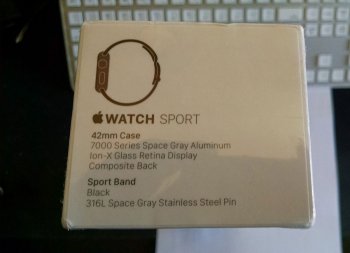 WATCH SPORT
42mm Case
7000 Series Space Gray Aluminum
Ion-X Glass Retina Display
Composite Back
Sport Band
Black
316L Space Gray Stainless Steel Pin